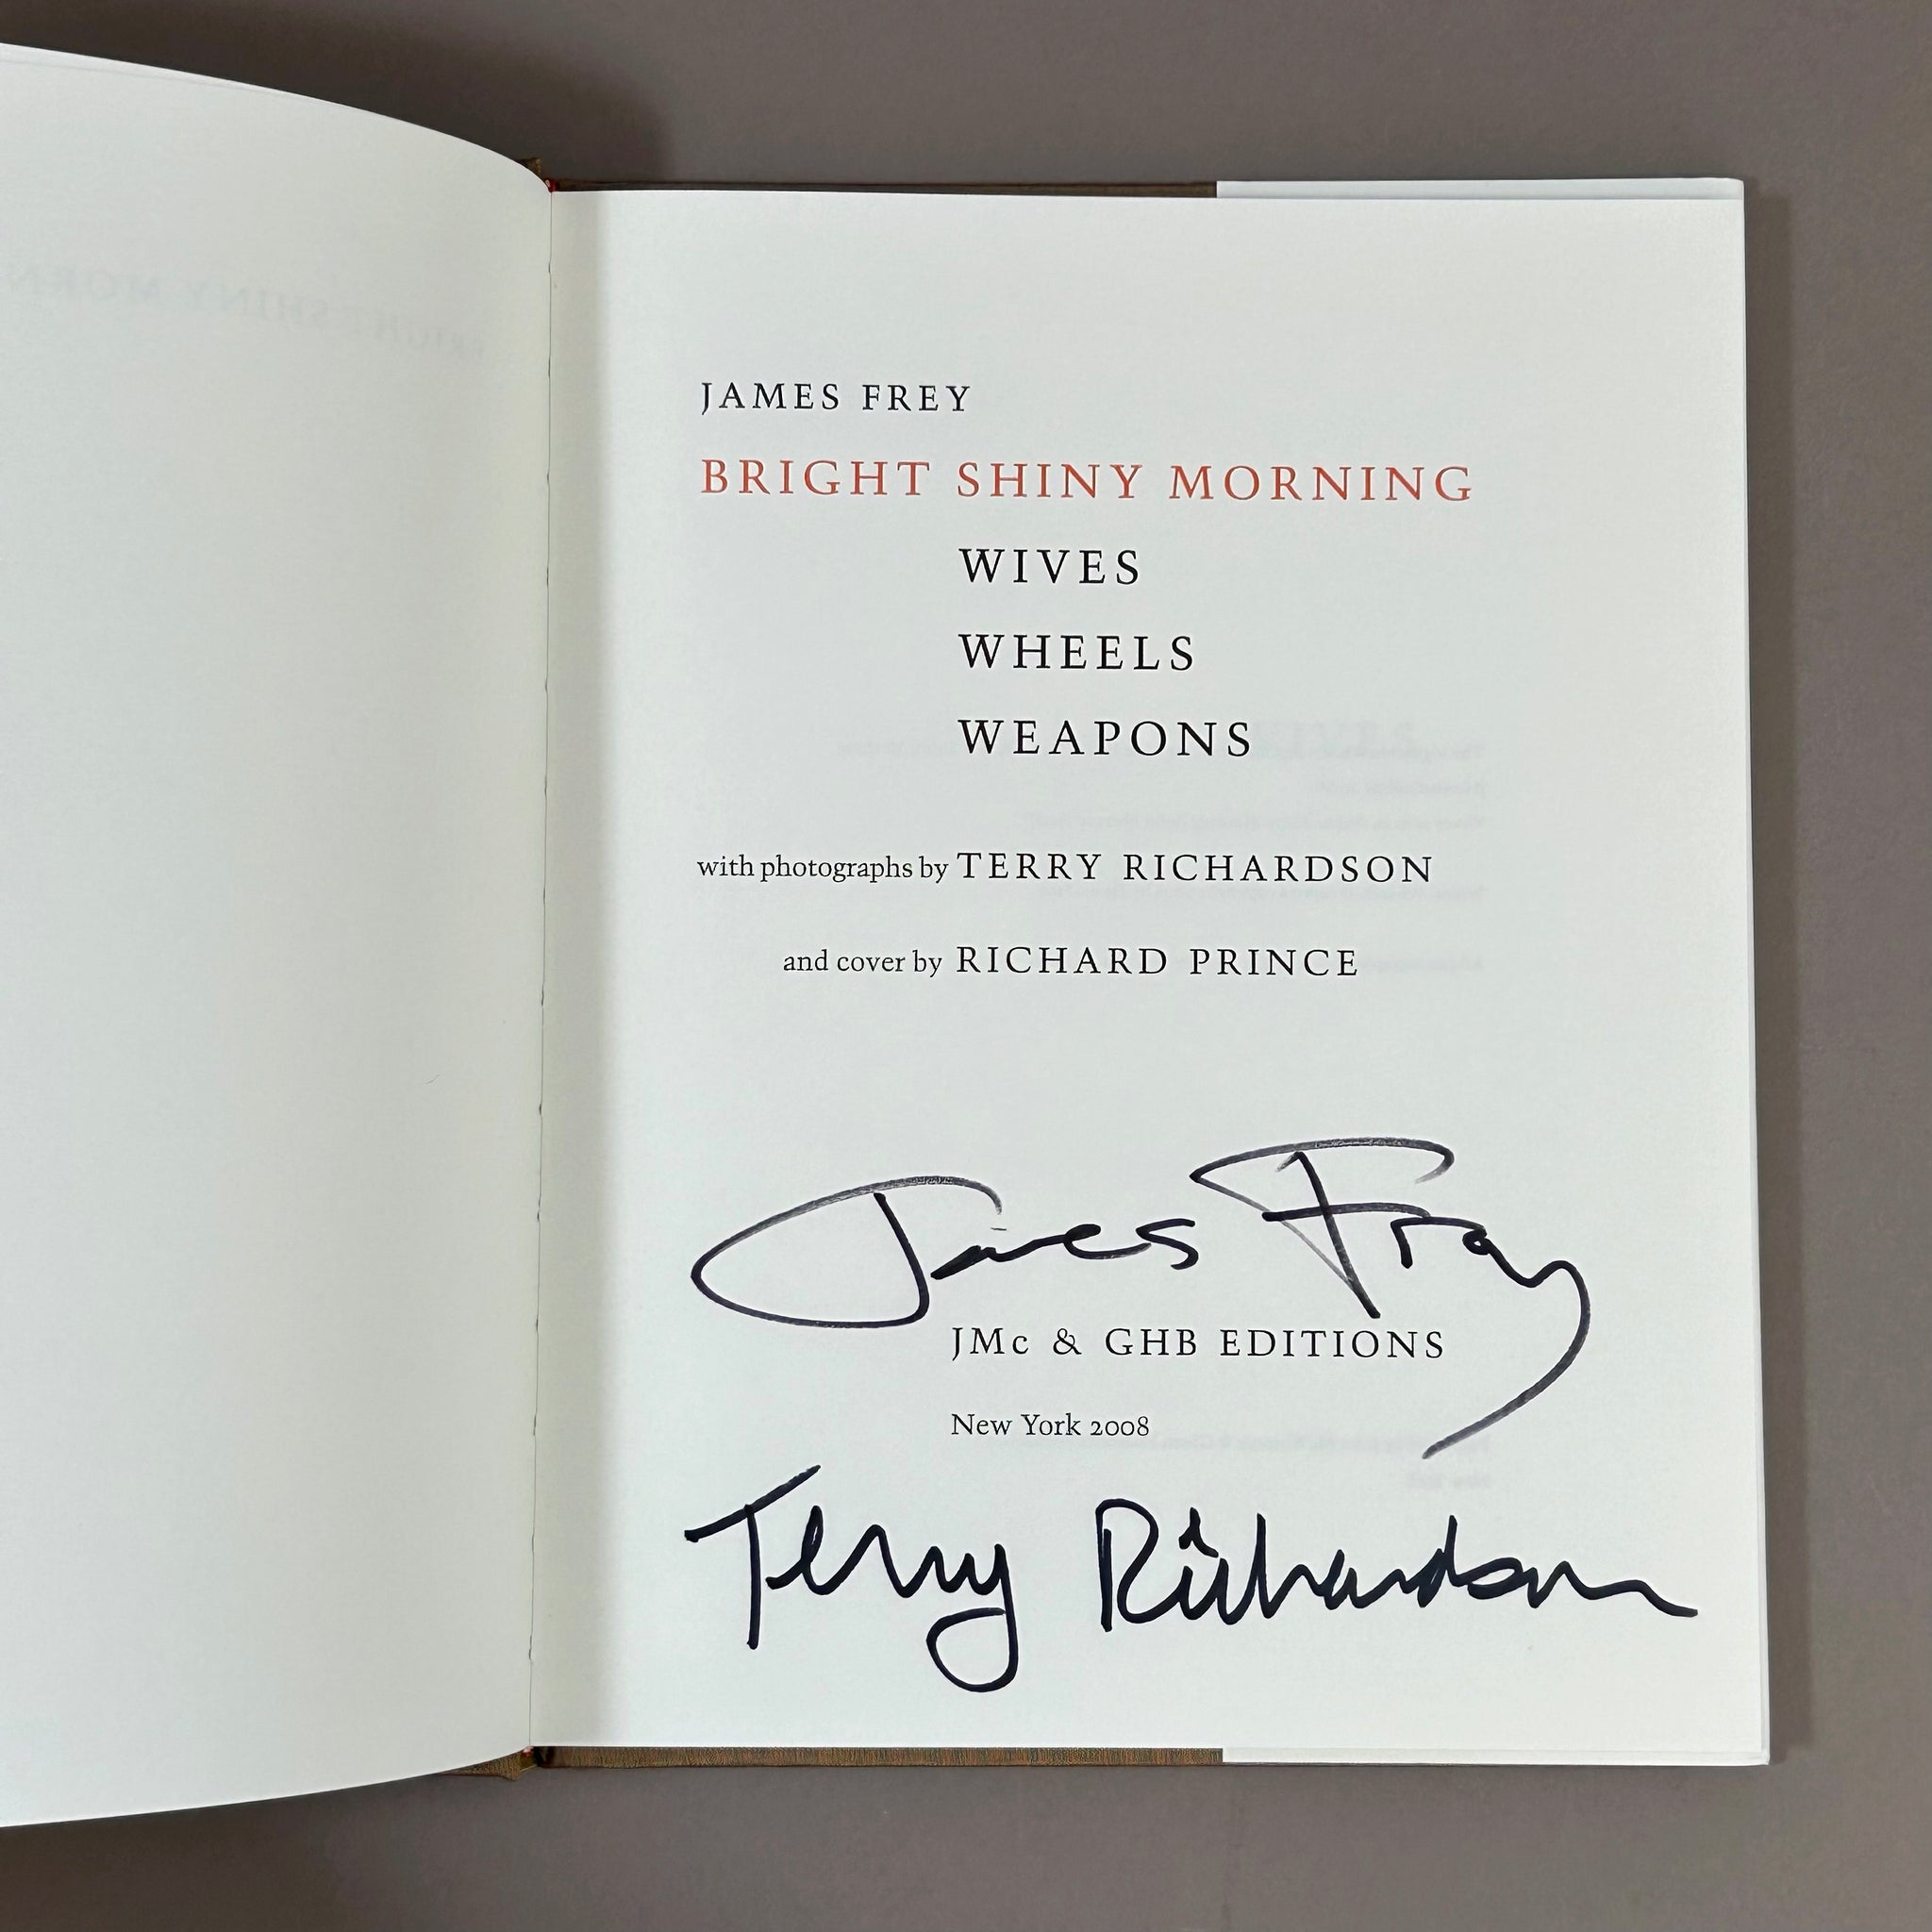 JAMES FREY
BRIGHT SHINY MORNING
WIVES
WHEELS
WEAPONS
with photographs by TERRY RICHARDSON
and cover by RICHARD PRINCE
James Frey
JMc & GHB EDITIONS
New York 2008
Terry Richardson